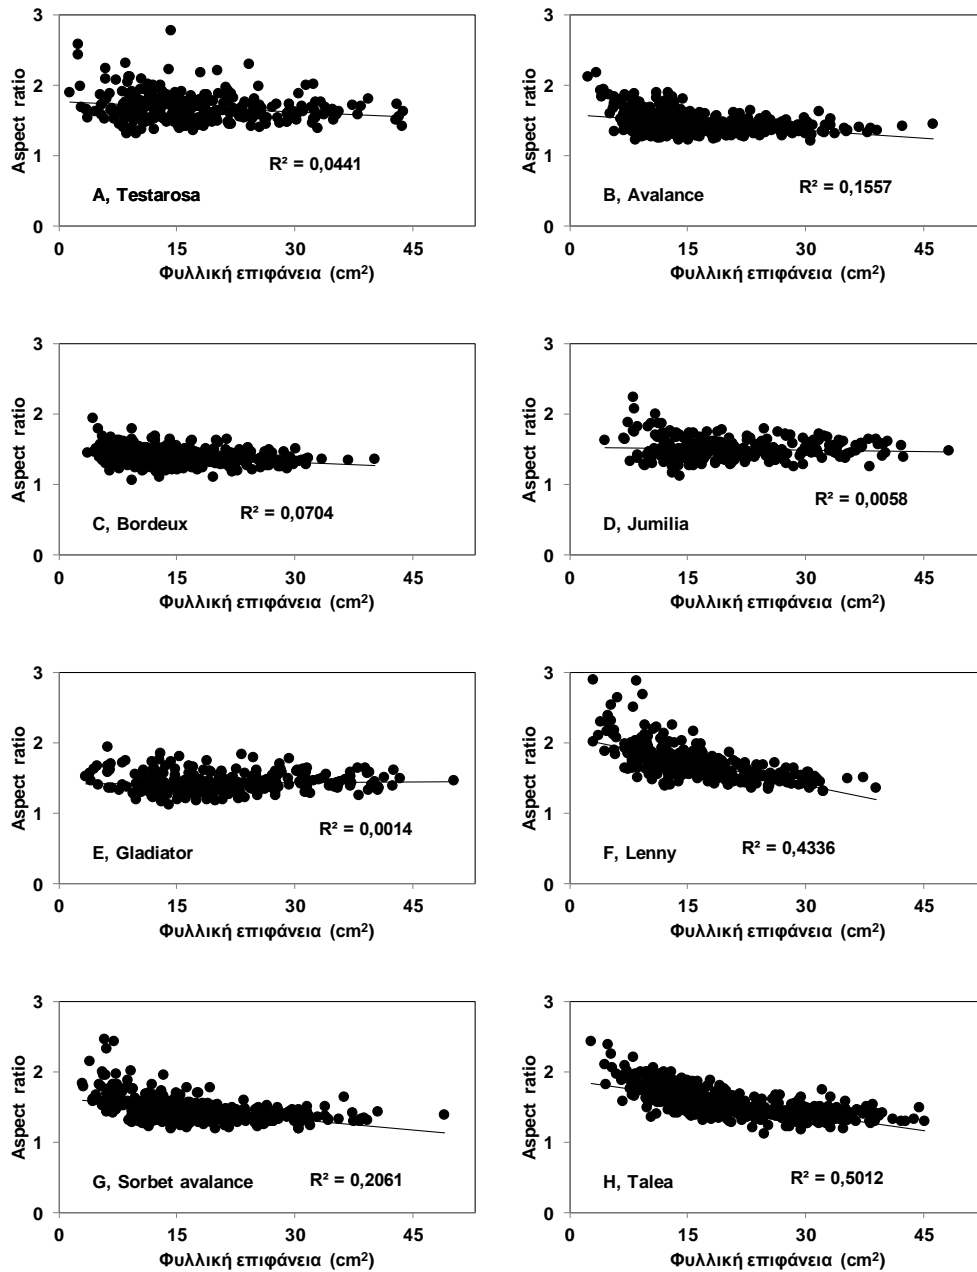 3
2
1
0
Aspect ratio
R² = 0,0441
A, Testarosa
0 15 30 45
Φυλλική επιφάνεια (cm²)
3
2
1
0
Aspect ratio
R² = 0,1557
B, Avalance
0 15 30 45
Φυλλική επιφάνεια (cm²)
3
2
1
0
Aspect ratio
R² = 0,0704
C, Bordeux
0 15 30 45
Φυλλική επιφάνεια (cm²)
3
2
1
0
Aspect ratio
R² = 0,0058
D, Jumilia
0 15 30 45
Φυλλική επιφάνεια (cm²)
3
2
1
0
Aspect ratio
R² = 0,0014
E, Gladiator
0 15 30 45
Φυλλική επιφάνεια (cm²)
3
2
1
0
Aspect ratio
R² = 0,4336
F, Lenny
0 15 30 45
Φυλλική επιφάνεια (cm²)
3
2
1
0
Aspect ratio
R² = 0,2061
G, Sorbet avalance
0 15 30 45
Φυλλική επιφάνεια (cm²)
3
2
1
0
Aspect ratio
R² = 0,5012
H, Talea
0 15 30 45
Φυλλική επιφάνεια (cm²)